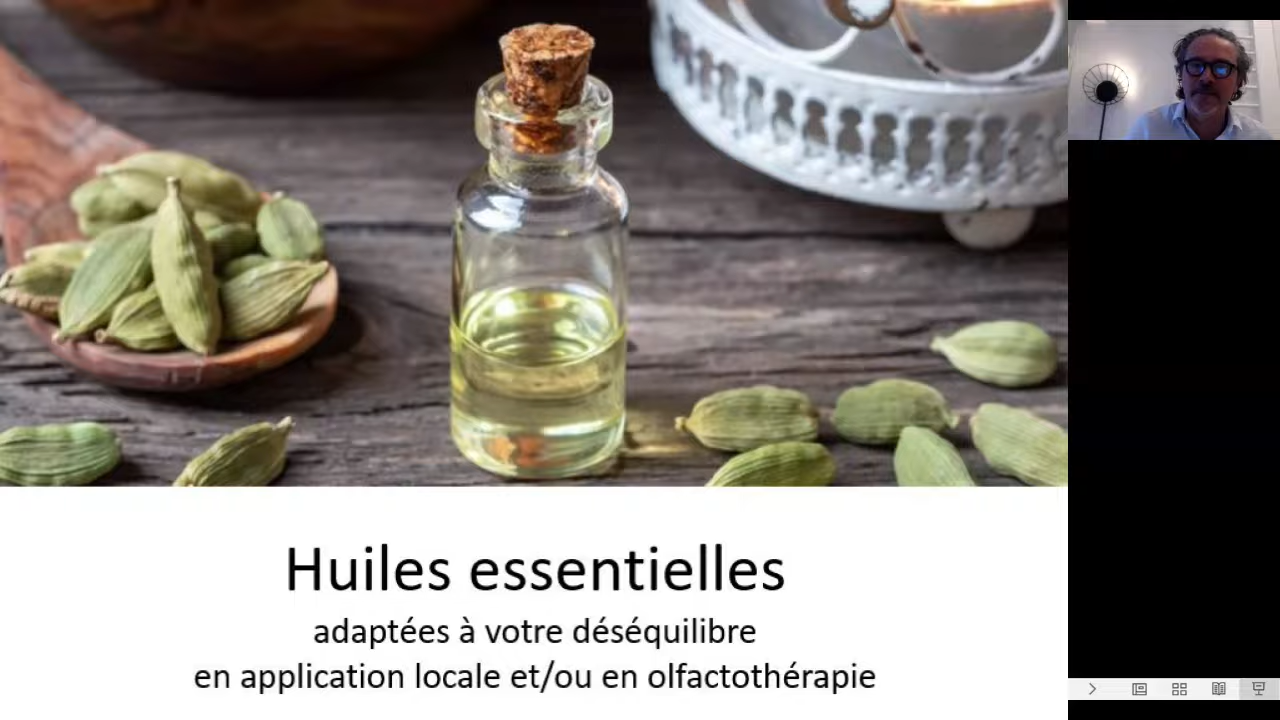 Huiles essentielles
adaptées à votre déséquilibre
en application locale et/ou en olfactothérapie